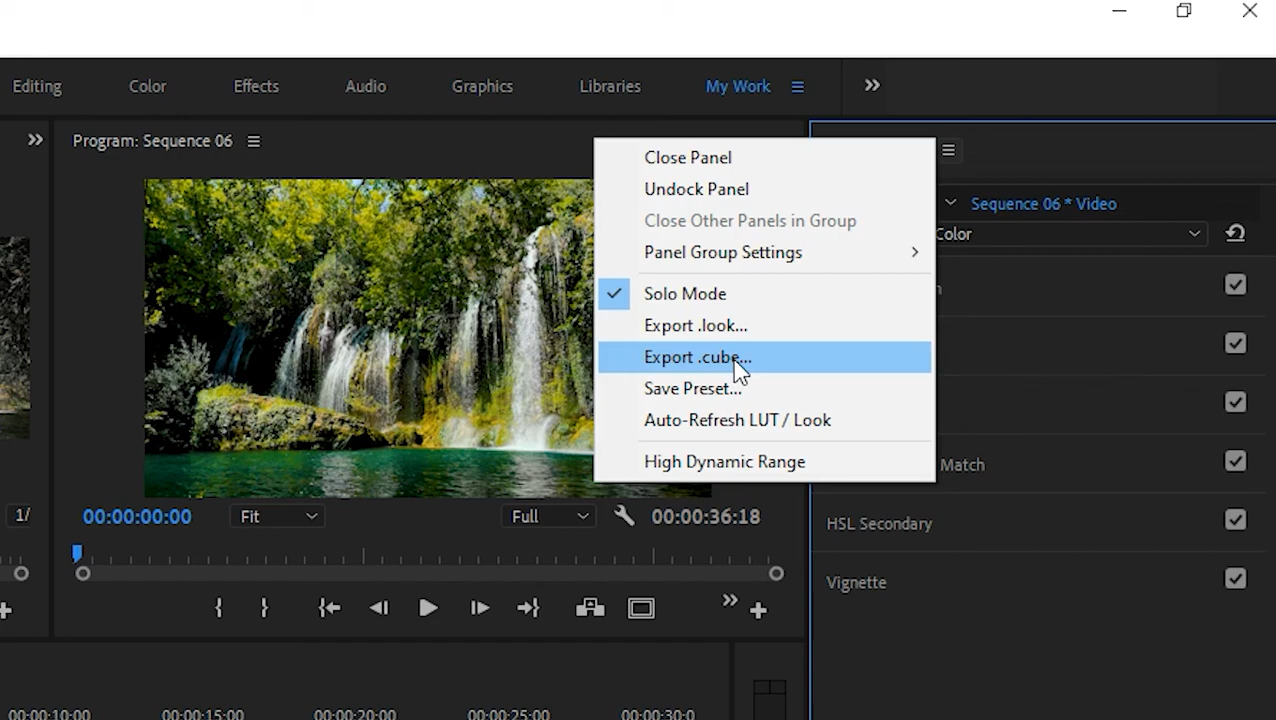 Editing Color Effects Audio Graphics Libraries My Work
Program: Sequence 06
Close Panel
Undock Panel
Close Other Panels in Group
Panel Group Settings
Solo Mode
Export .look...
Export .cube...
Save Preset...
Auto-Refresh LUT / Look
High Dynamic Range
Sequence 06 * Video
Color
n
Match
HSL Secondary
Vignette
1/ 00:00:00:00 Fit Full 00:00:36:18
00:00:10:00 00:00:15:00 00:00:20:00 00:00:25:00 00:00:30:0